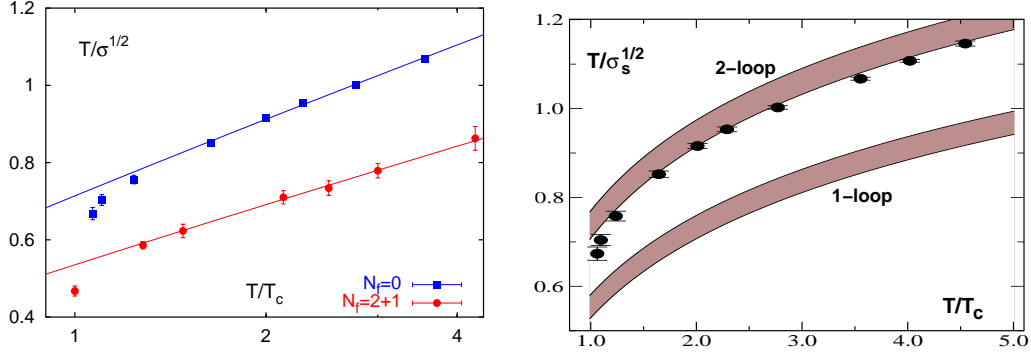 1.2
T/σ^1/2
1
0.8
0.6
N_f=0
T/T_c
N_f=2+1
0.4
1
2
4
1.2
T/σ_s^1/2
2−loop
1.0
0.8
1−loop
0.6
T/T_c
1.0
2.0
3.0
4.0
5.0